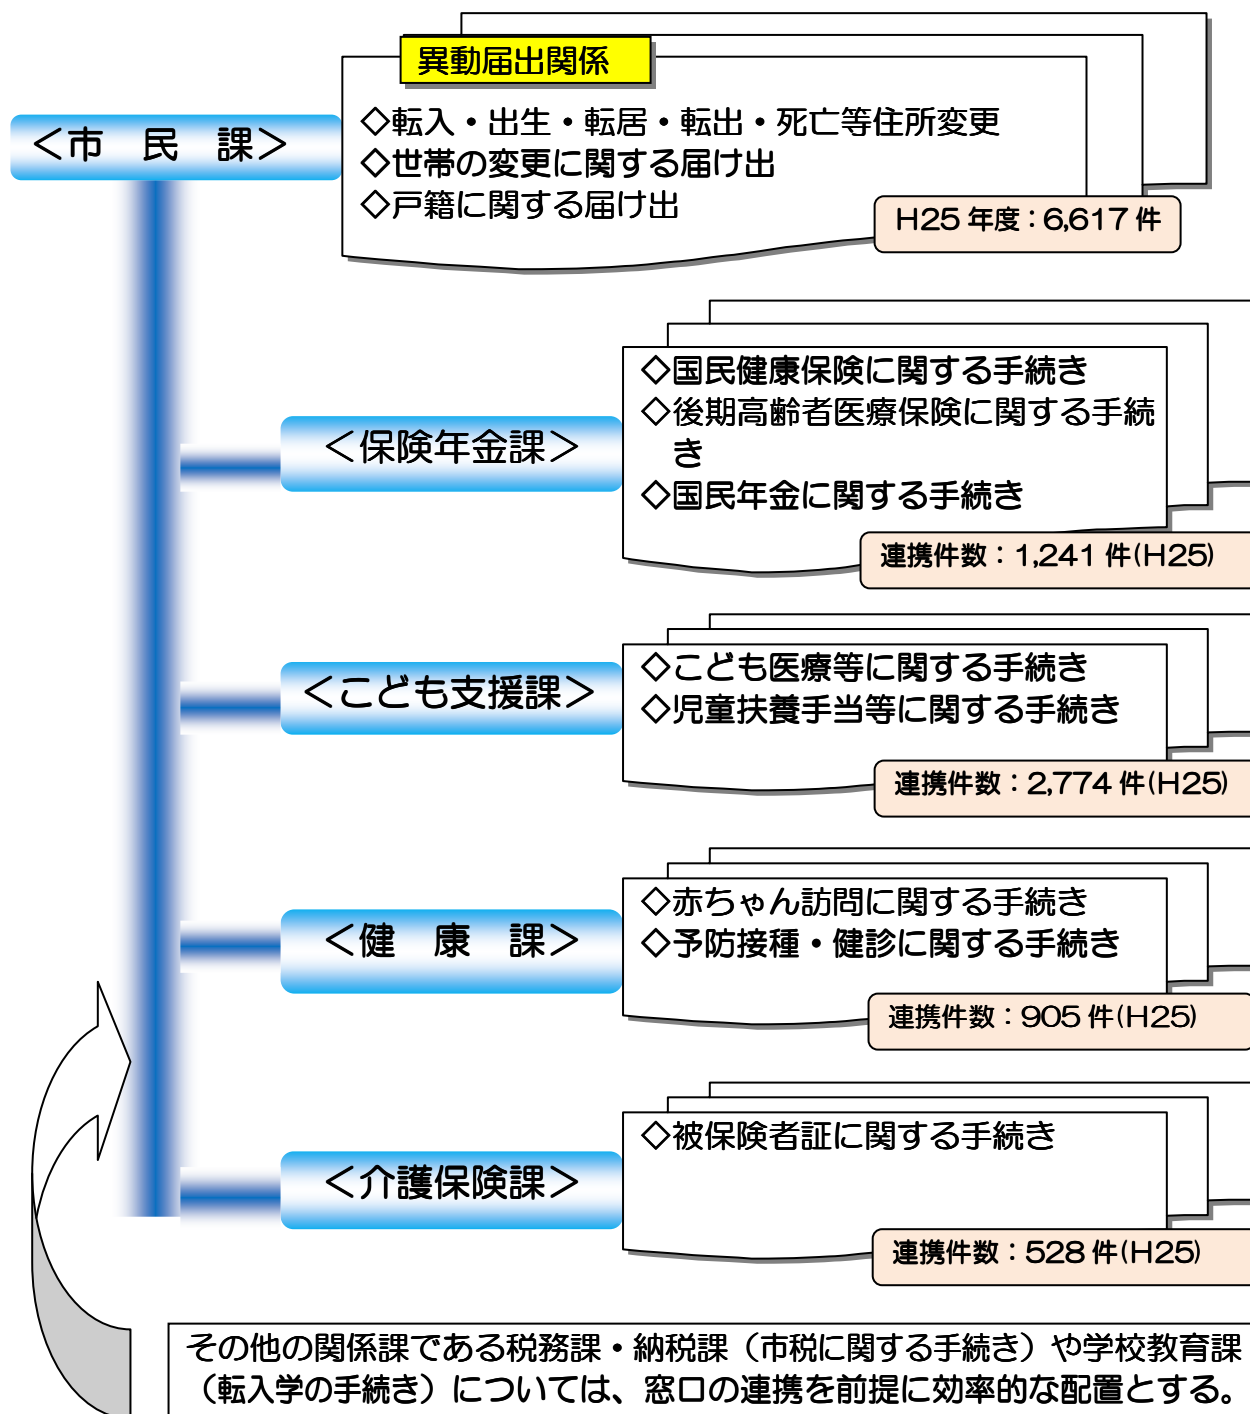 異動届出関係
＜市　民　課＞
◇転入・出生・転居・転出・死亡等住所変更
◇世帯の変更に関する届け出
◇戸籍に関する届け出
H25 年度：6,617 件
＜保険年金課＞
◇国民健康保険に関する手続き
◇後期高齢者医療保険に関する手続
き
◇国民年金に関する手続き
連携件数：1,241 件(H25)
＜こども支援課＞
◇こども医療等に関する手続き
◇児童扶養手当等に関する手続き
連携件数：2,774 件(H25)
＜健　康　課＞
◇赤ちゃん訪問に関する手続き
◇予防接種・健診に関する手続き
連携件数：905 件(H25)
＜介護保険課＞
◇被保険者証に関する手続き
連携件数：528 件(H25)
その他の関係課である税務課・納税課（市税に関する手続き）や学校教育課
（転入学の手続き）については、窓口の連携を前提に効率的な配置とする。